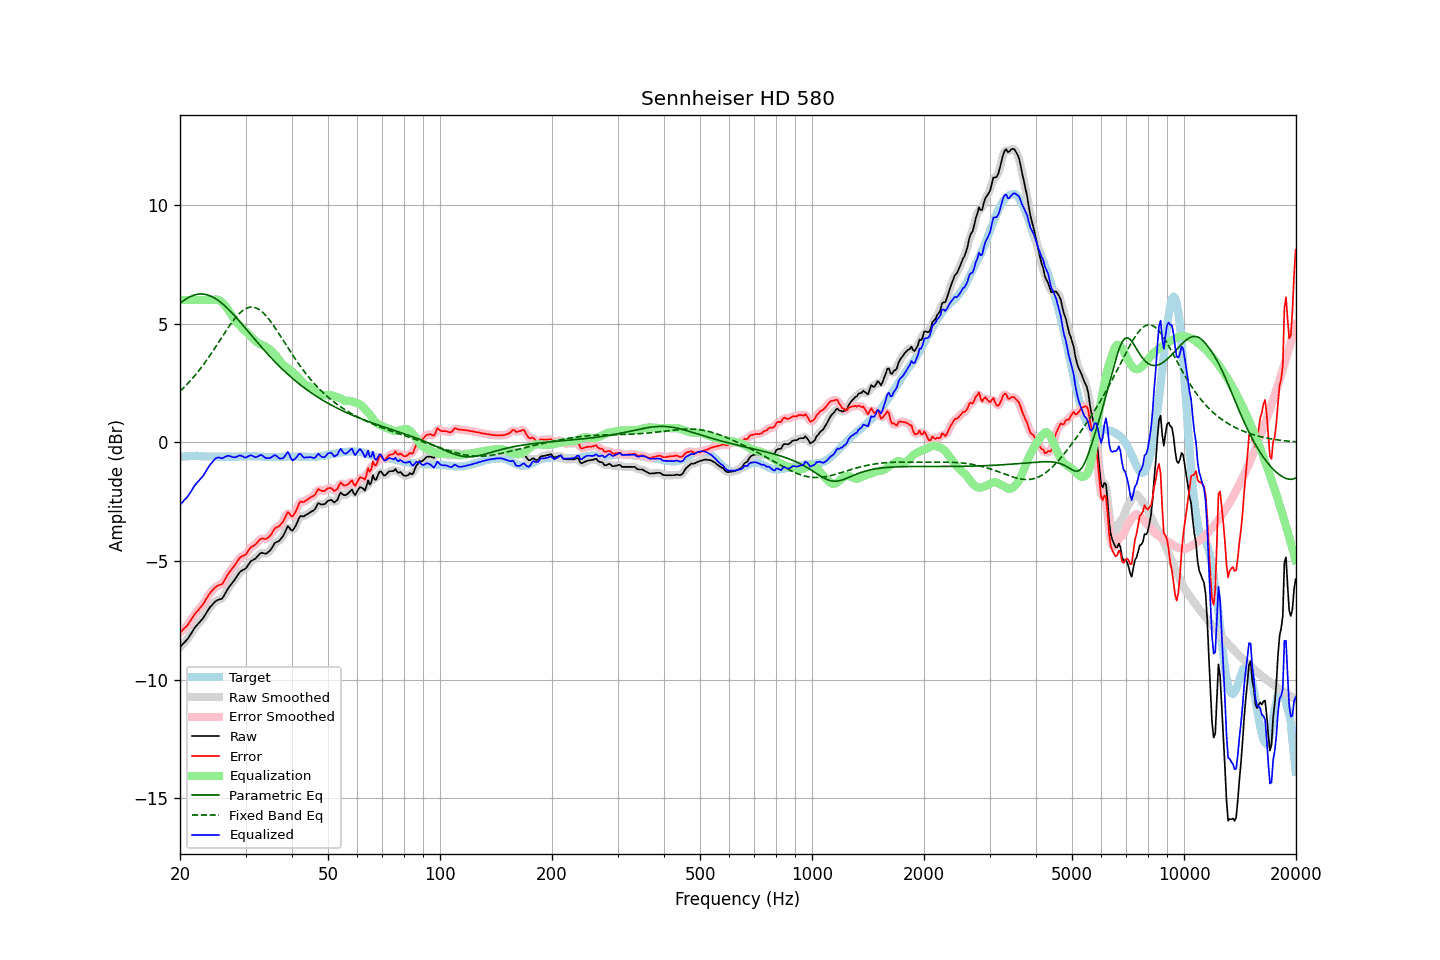 Sennheiser HD 580
Amplitude (dBr)
10
5
0
−5
−10
−15
Target
Raw Smoothed
Error Smoothed
Raw
Error
Equalization
Parametric Eq
Fixed Band Eq
Equalized
20 50 100 200 500 1000 2000 5000 10000 20000
Frequency (Hz)